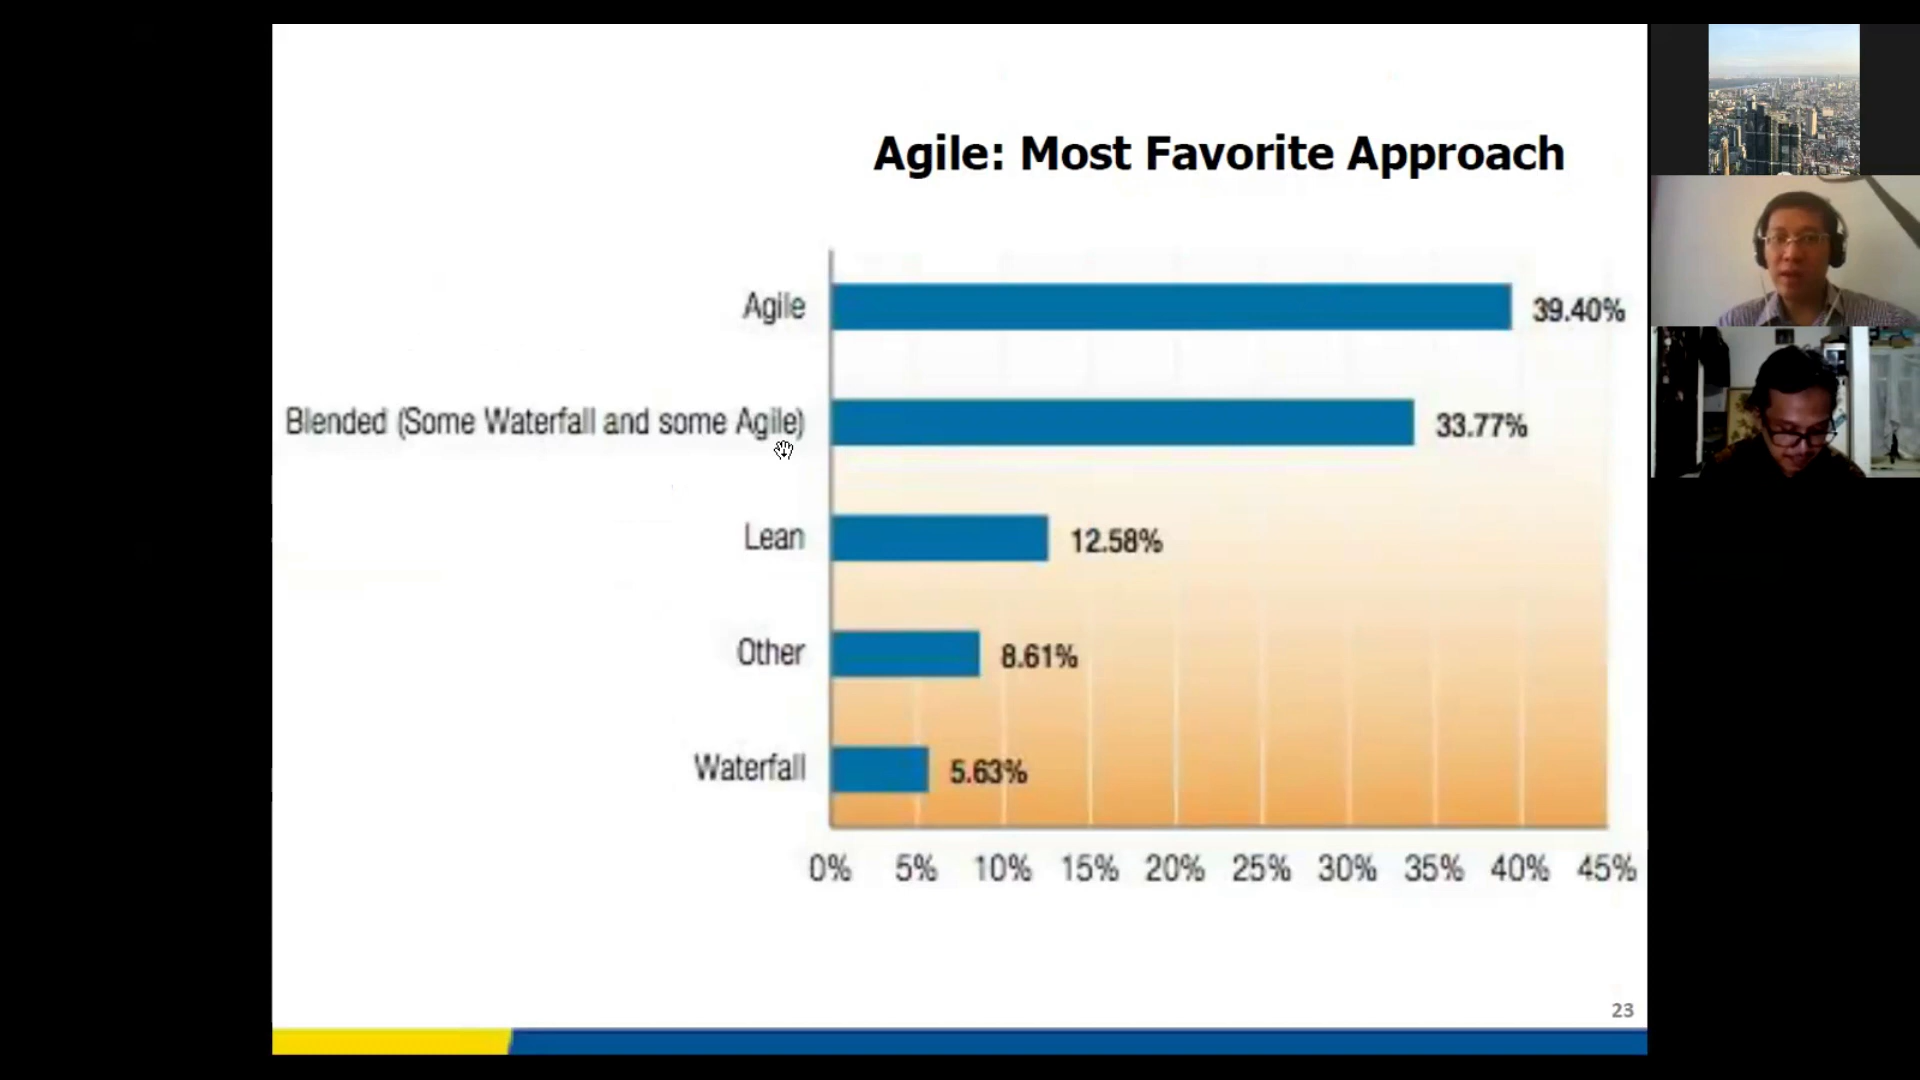 Agile: Most Favorite Approach
Agile
39.40%
Blended (Some Waterfall and some Agile)
33.77%
Lean
12.58%
Other
8.61%
Waterfall
5.63%
0% 5% 10% 15% 20% 25% 30% 35% 40% 45%
23